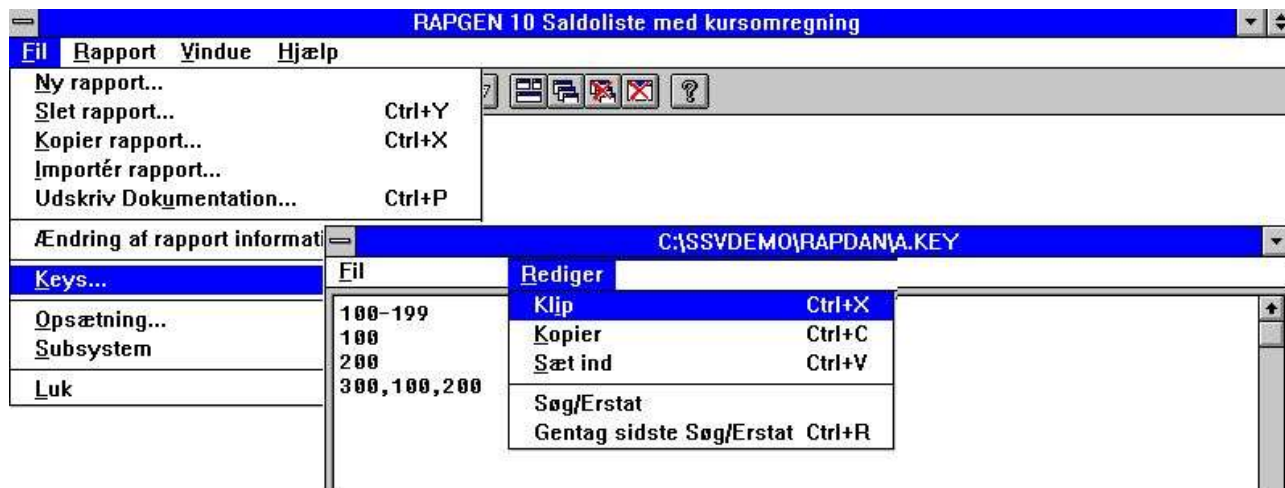 RAPGEN 10 Saldoliste med kursomregning
Fil Rapport Vindue Hjælp
Ny rapport...
Slet rapport... Ctrl+Y
Kopier rapport... Ctrl+X
Importér rapport...
Udskriv Dokumentation... Ctrl+P
Ændring af rapport informati
Keys...
Opsætning...
Subsystem
Luk
C:\SSVDEMO\RAPDAN\A.KEY
Fil Rediger
100-199
100
200
300,100,200
Klip Ctrl+X
Kopier Ctrl+C
Sæt ind Ctrl+V
Søg/Erstat
Gentag sidste Søg/Erstat Ctrl+R